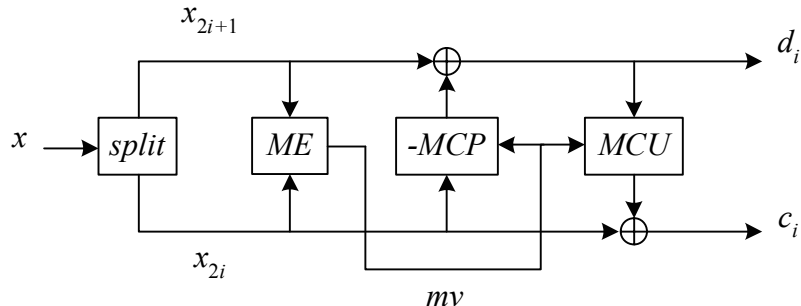 x_{2i+1}
d_i
x
split
ME
-MCP
MCU
c_i
x_{2i}
mv